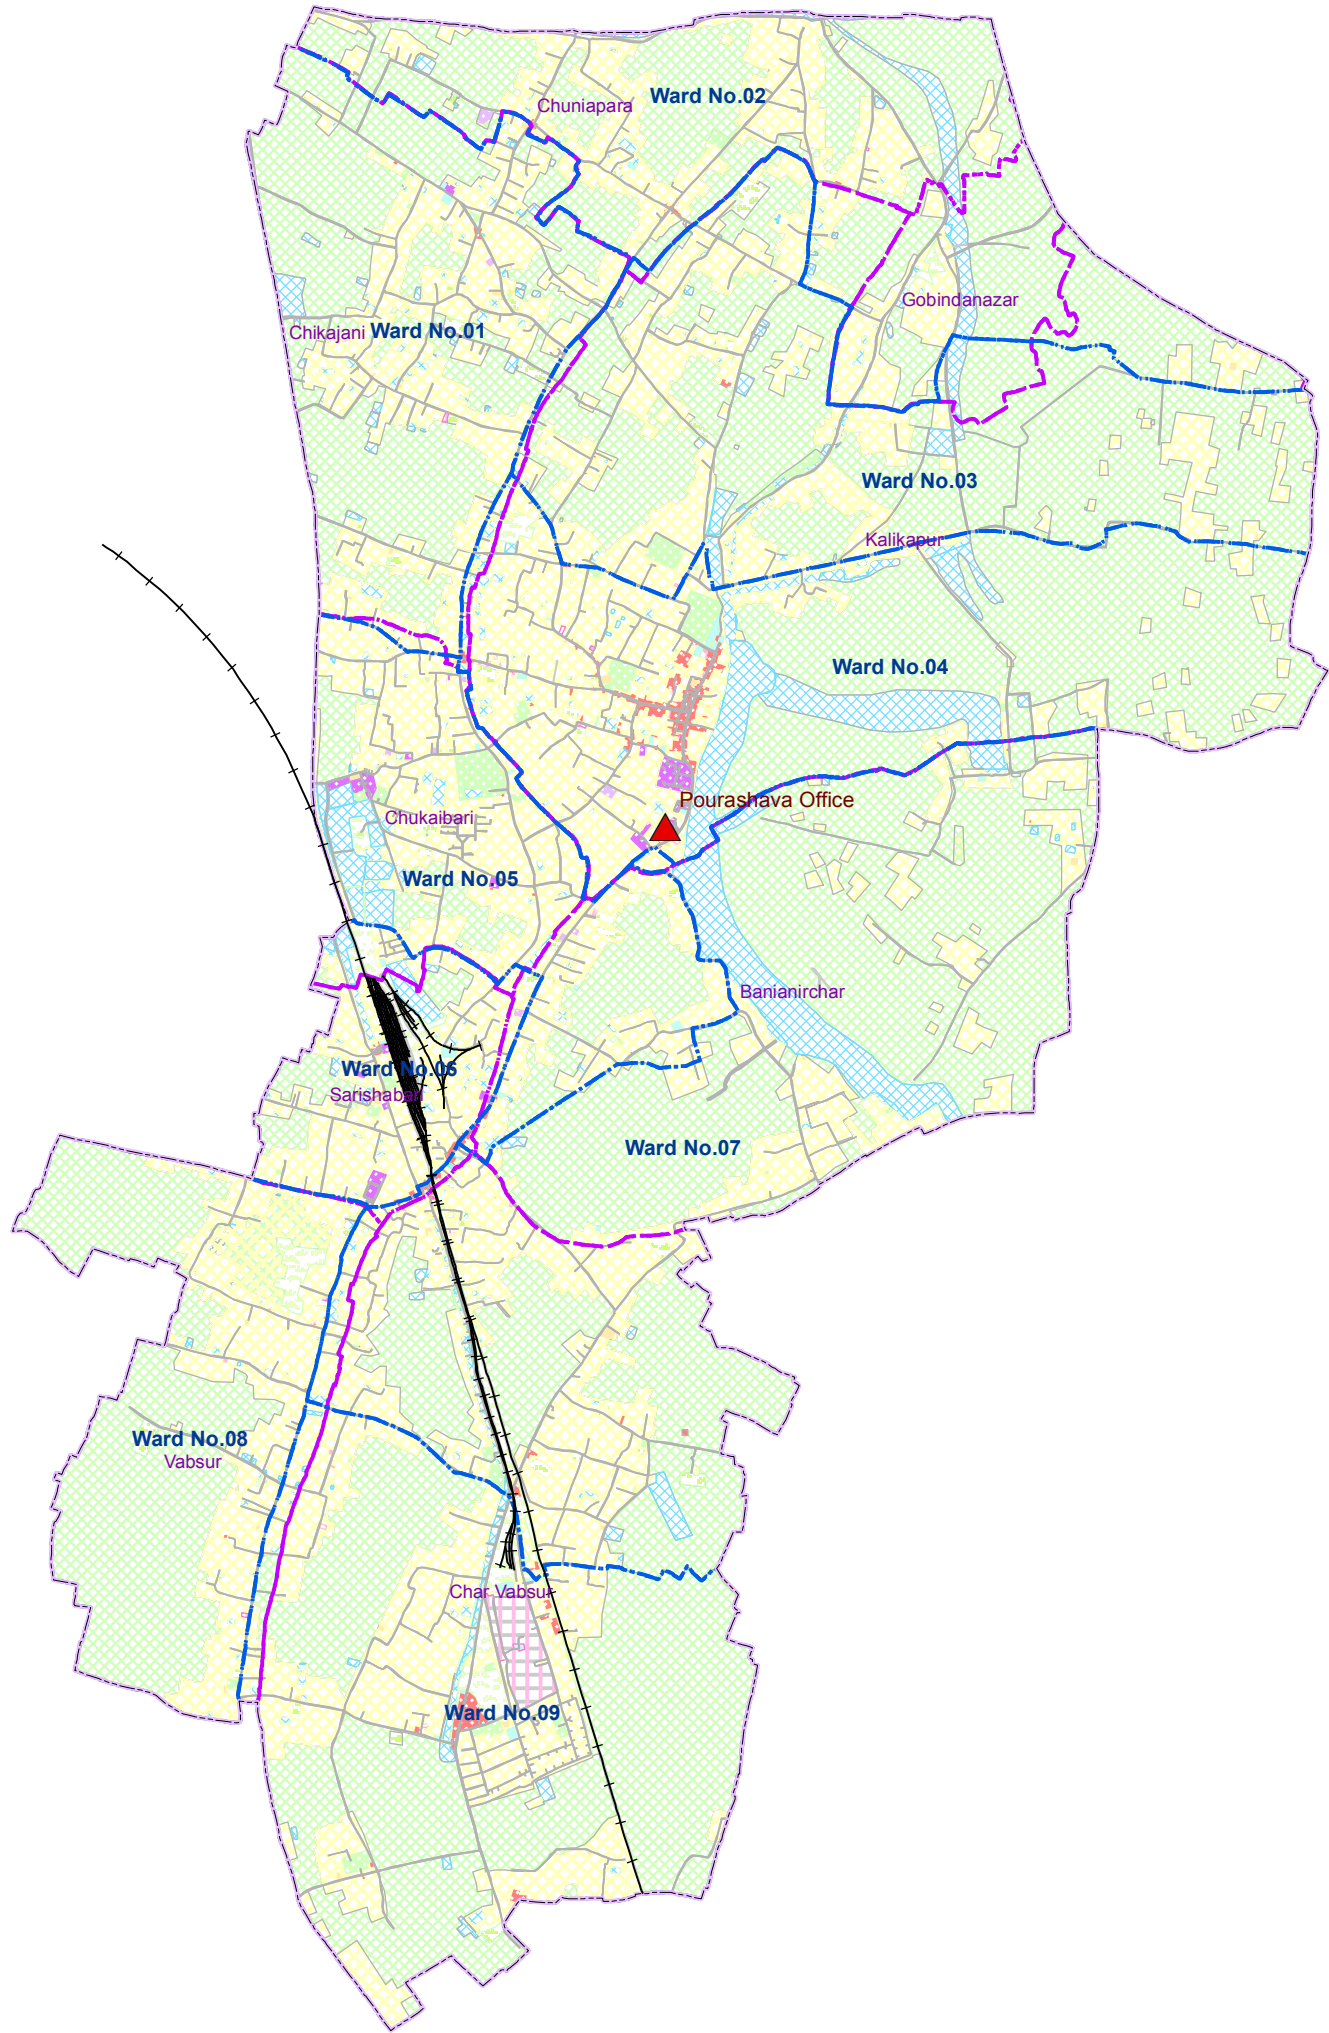 Ward No.02
Chuniapara
Gobindanazar
Chikajani
Ward No.01
Ward No.03
Kalikapur
Ward No.04
Pourashava Office
Chukaibari
Ward No.05
Banianirchar
Ward No.06
Sarishabari
Ward No.07
Ward No.08
Vabsur
Char Vabsur
Ward No.09